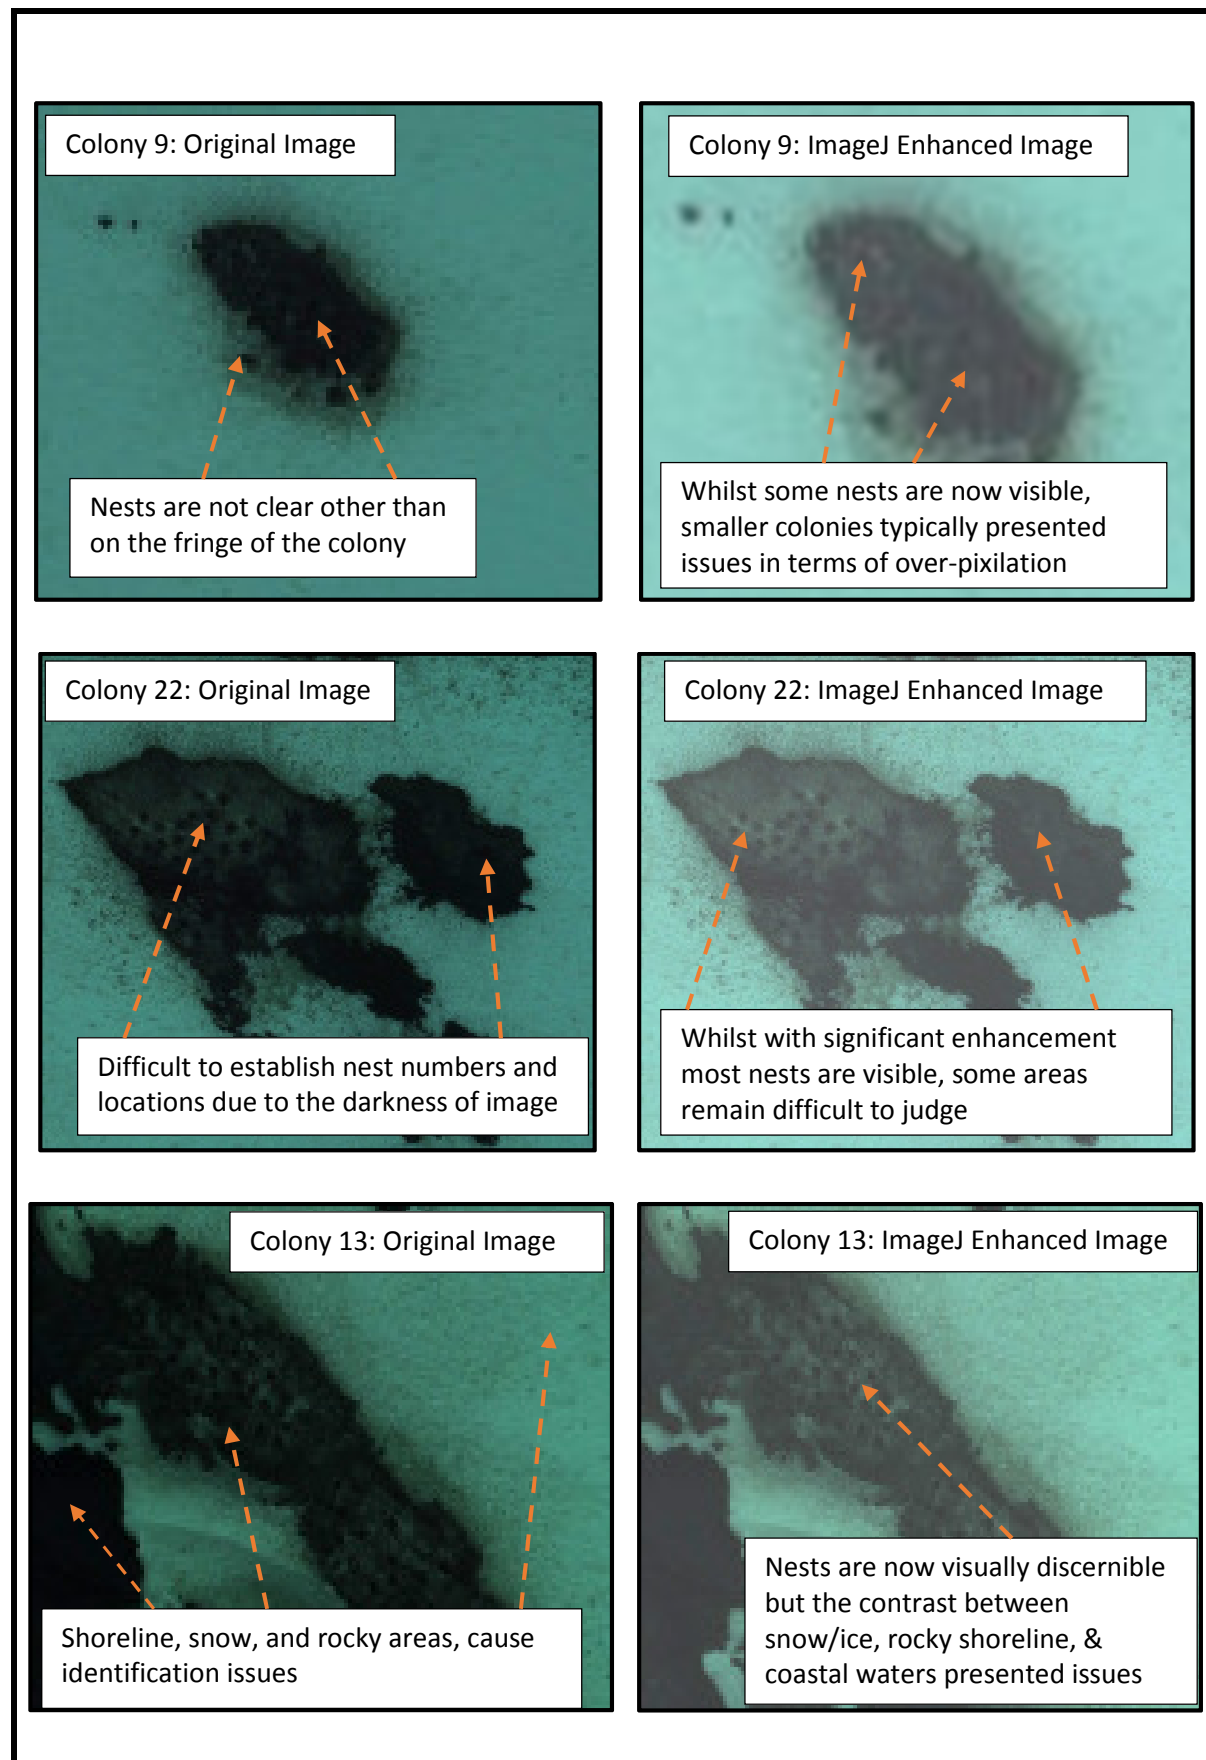 Colony 9: Original Image
Colony 9: ImageJ Enhanced Image
Nests are not clear other than
on the fringe of the colony
Whilst some nests are now visible,
smaller colonies typically presented
issues in terms of over-pixilation
Colony 22: Original Image
Colony 22: ImageJ Enhanced Image
Difficult to establish nest numbers and
locations due to the darkness of image
Whilst with significant enhancement
most nests are visible, some areas
remain difficult to judge
Colony 13: Original Image
Colony 13: ImageJ Enhanced Image
Shoreline, snow, and rocky areas, cause
identification issues
Nests are now visually discernible
but the contrast between
snow/ice, rocky shoreline, &
coastal waters presented issues